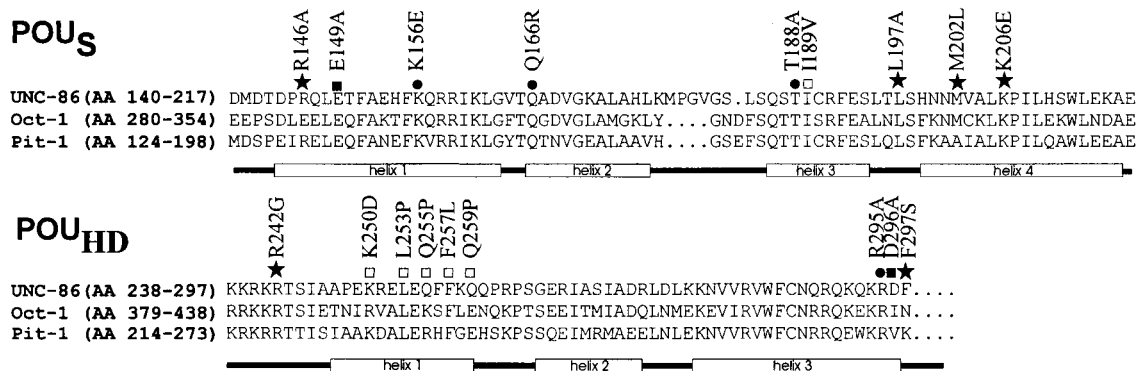 POUS
R146A E149A K156E Q166R T188A I189V L197A M202L K206E
UNC-86 (AA 140-217) DMDTDPRQLETFAEHFKQRRIKLGVTQADVGKALAHLKMPGVGS.LSQSTICRFESLTLSHNNMVALKPILHSWLEKAE
Oct-1 (AA 280-354) EEPSDLEELEQFAKTFKQRRIKLGFTQGDVGLAMGKLY....GNDFSQTTISRFEALNLSFKNMCKLKPILEKWLNDAE
Pit-1 (AA 124-198) MDSPEIRELEQFANEFKVRRIKLGYTQTNVGEALAAVH....GSEFSQTTICRFENLQLSFKAAIALKPILQAWLEEAE
helix 1 helix 2 helix 3 helix 4
POUHD
R242G K250D L253P Q255P F257L Q259P R295A D296A F297S
UNC-86(AA 238-297) KKRKRTSIAAPEKRELEQFFKQQPRPSGERIASIADRLDLKKNVVRVWFCNQRQKQKRDF....
Oct-1 (AA 379-438) RRKKRTSIETNIRVALEKSFLENQKPTSEEITMIADQLNMEKEVIRVWFCNRRQKEKRIN....
Pit-1 (AA 214-273) KRKRRTTISIAAKDALERHFGEHSKPSSQEIMRMAEELNLEKNVVRVWFCNRRQEWKRVK....
helix 1 helix 2 helix 3